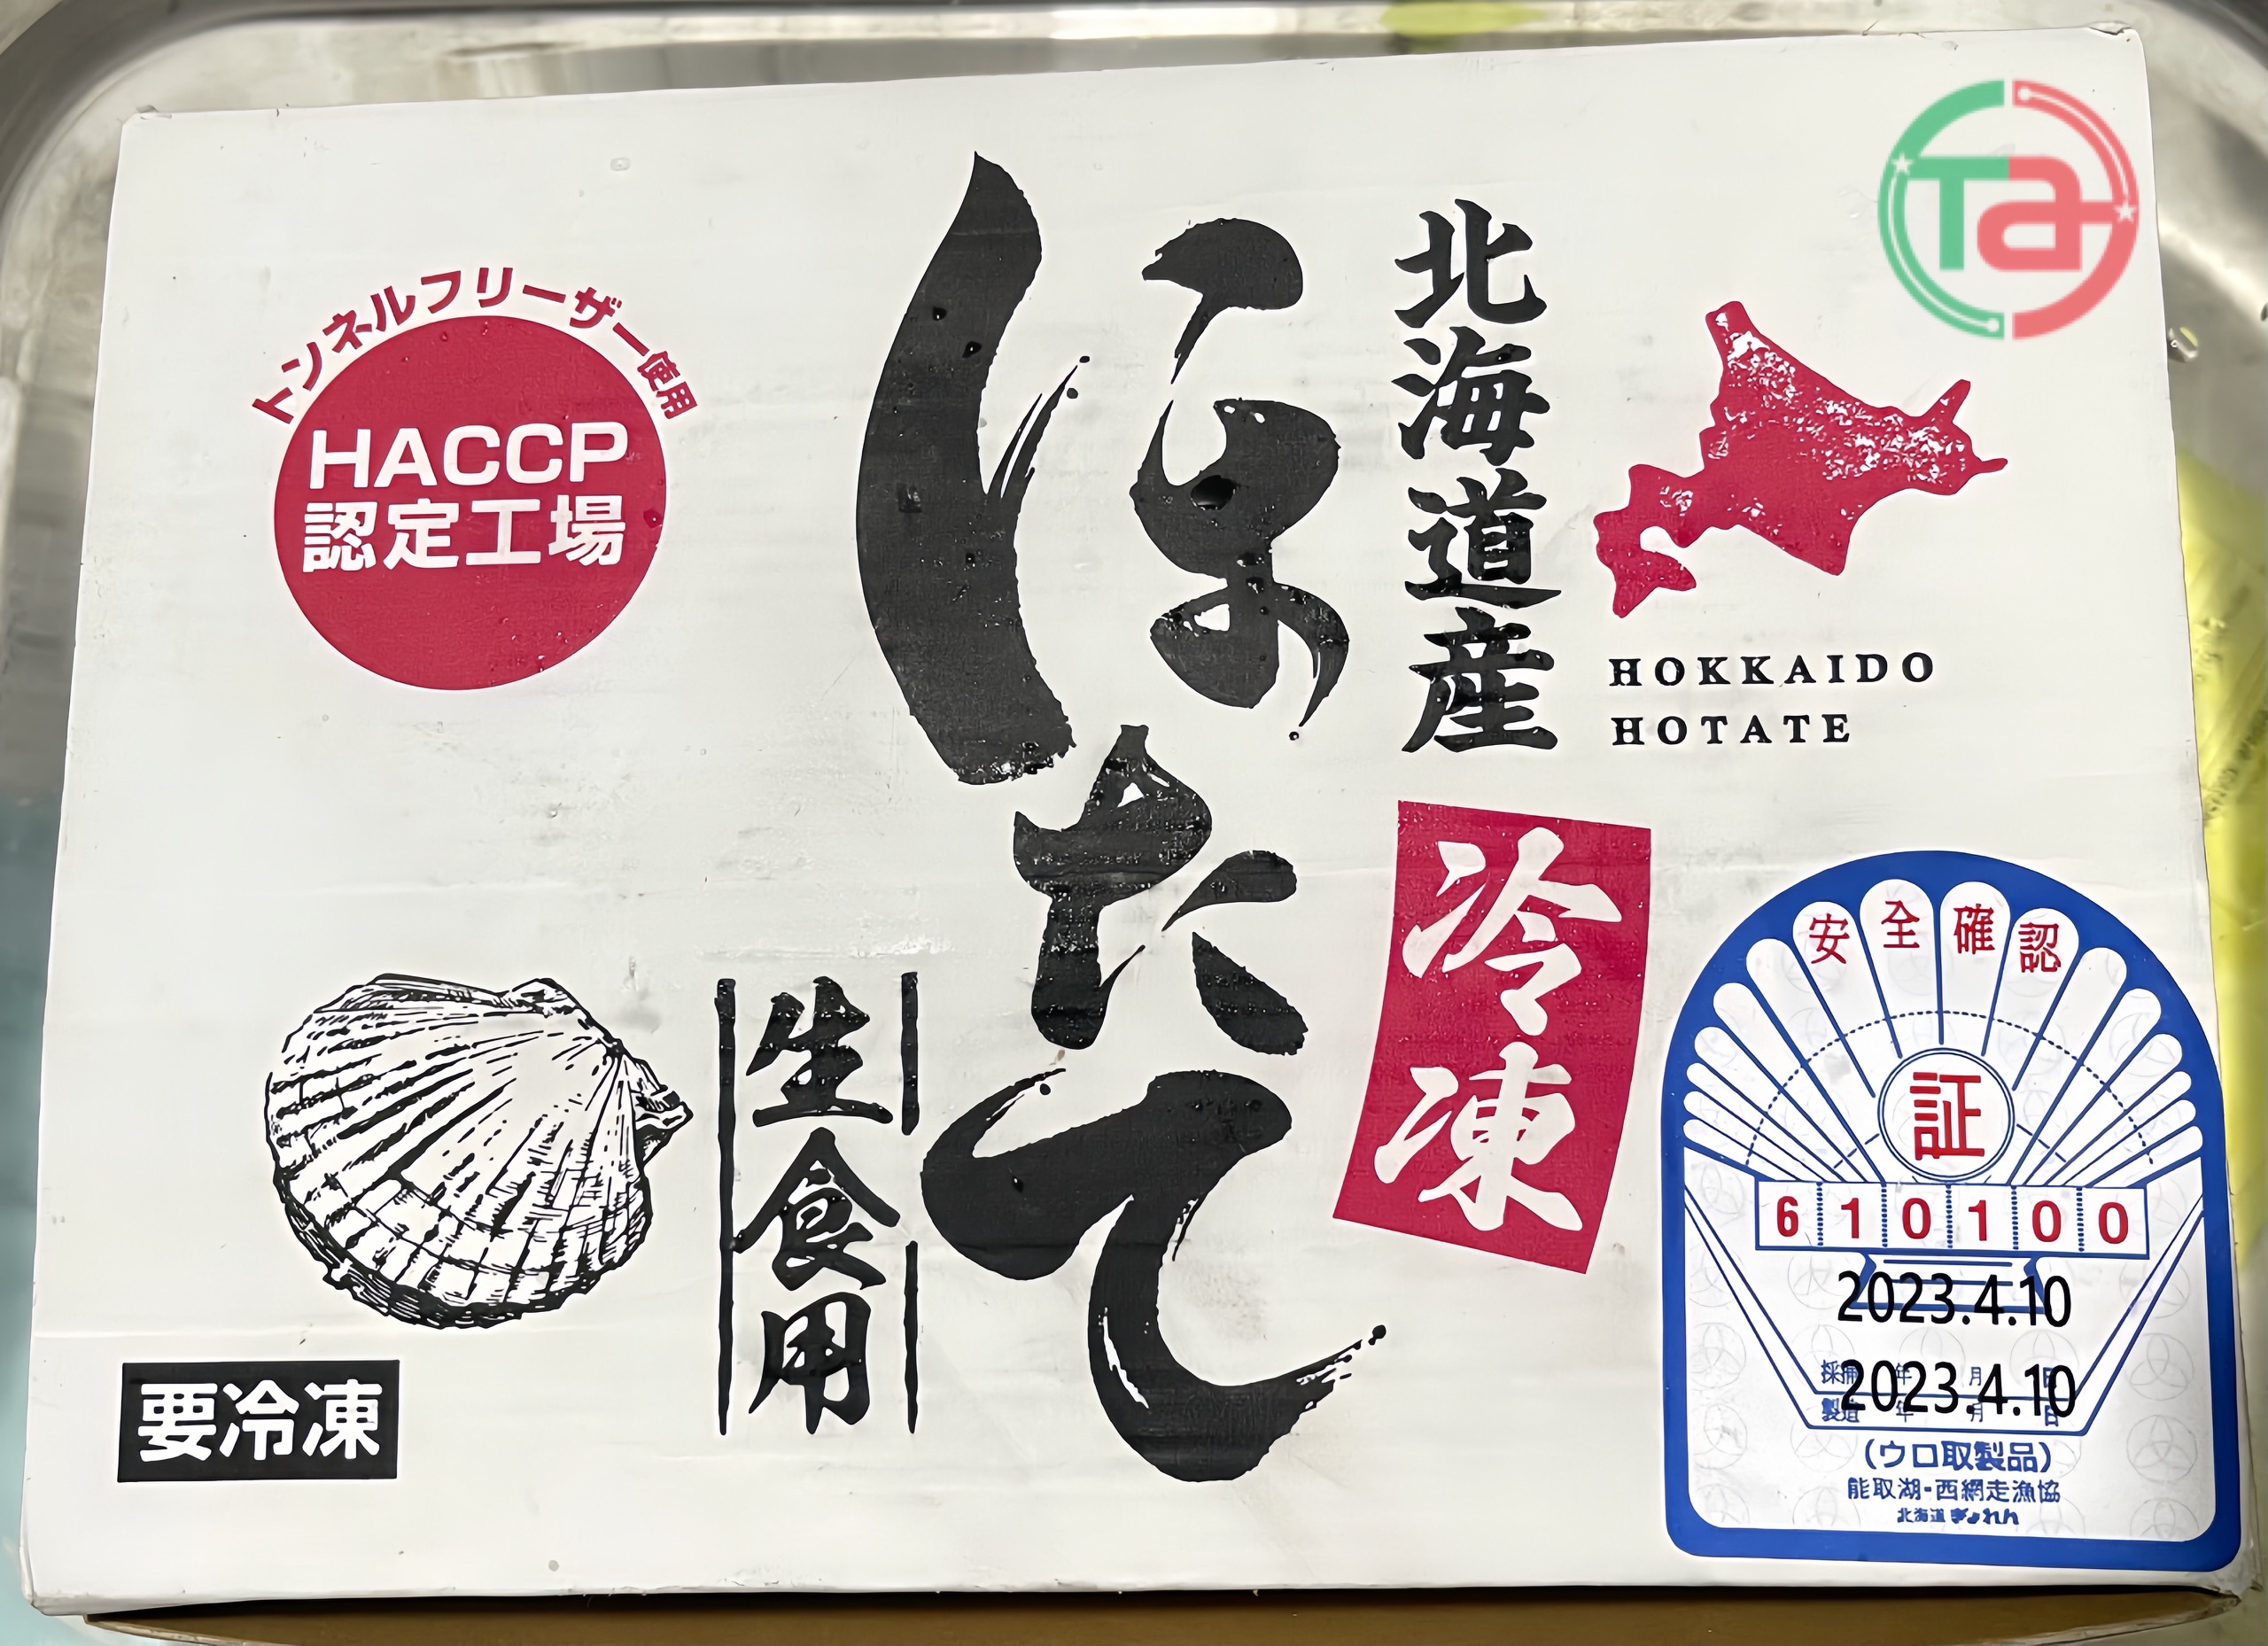 トンネルフリーザー使用
HACCP
認定工場
ほたて
北海道産
HOKKAIDO
HOTATE
冷凍
生食用
要冷凍
Ta
安全確認
証
610100
2023.4.10
採捕 年 月 日
2023.4.10
製造 年 月 日
(ウロ取製品)
能取湖・西網走漁協
北海道ぎょれん